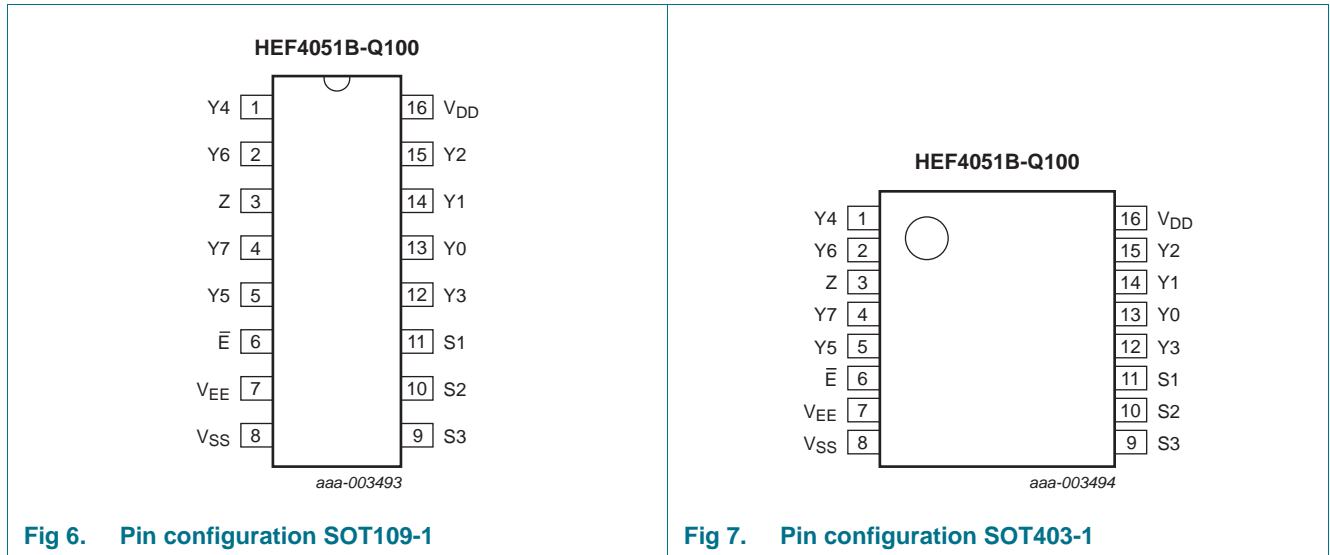 HEF4051B-Q100
Y4 1 16 VDD
Y6 2 15 Y2
Z 3 14 Y1
Y7 4 13 Y0
Y5 5 12 Y3
E̅ 6 11 S1
VEE 7 10 S2
VSS 8 9 S3
aaa-003493
Fig 6. Pin configuration SOT109-1
HEF4051B-Q100
Y4 1 16 VDD
Y6 2 15 Y2
Z 3 14 Y1
Y7 4 13 Y0
Y5 5 12 Y3
E̅ 6 11 S1
VEE 7 10 S2
VSS 8 9 S3
aaa-003494
Fig 7. Pin configuration SOT403-1